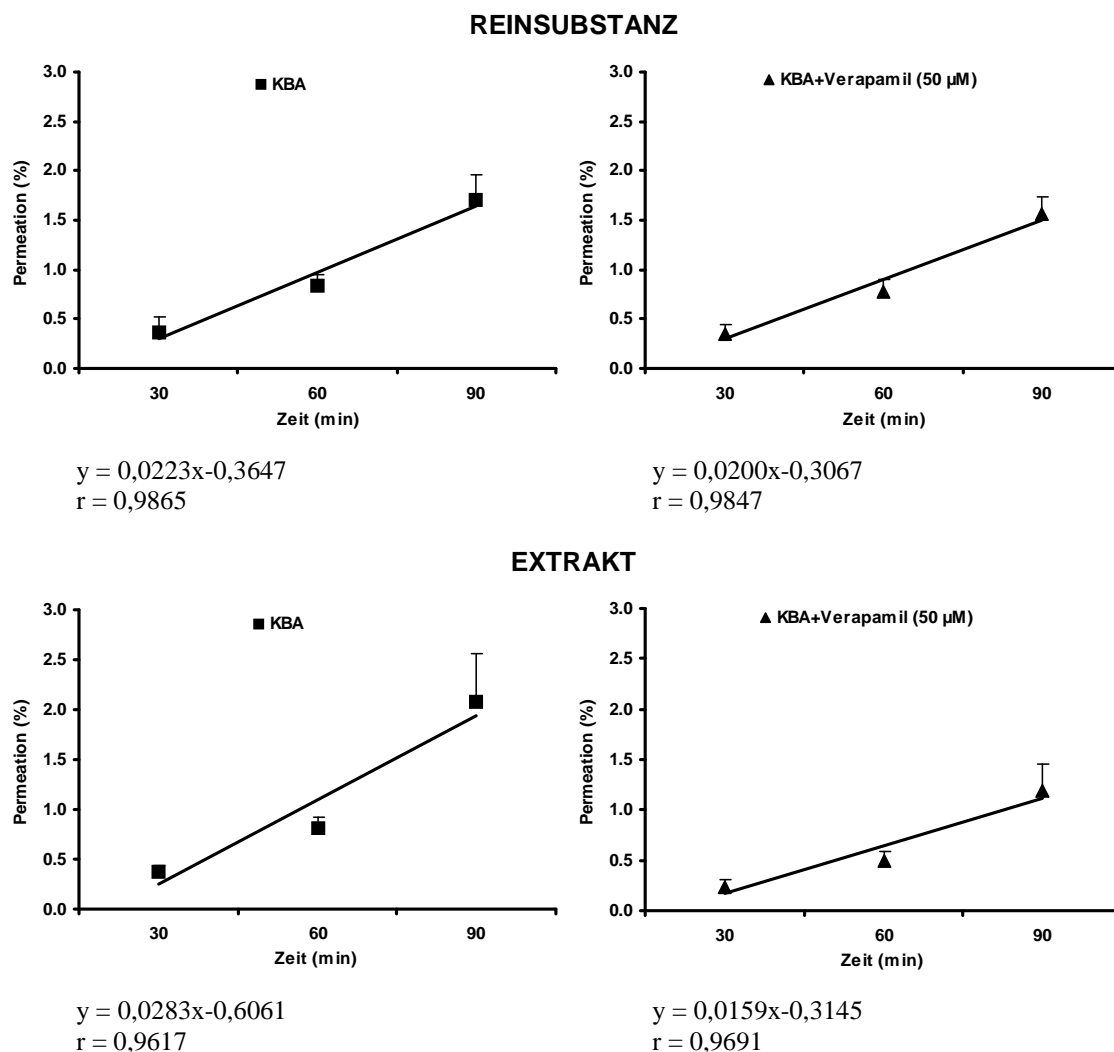 REINSUBSTANZ
■ KBA
3.0
2.5
2.0
1.5
1.0
0.5
0.0
Permeation (%)
30 60 90
Zeit (min)
▲ KBA+Verapamil (50 µM)
3.0
2.5
2.0
1.5
1.0
0.5
0.0
Permeation (%)
30 60 90
Zeit (min)
y = 0,0223x-0,3647
r = 0,9865
y = 0,0200x-0,3067
r = 0,9847
EXTRAKT
■ KBA
3.0
2.5
2.0
1.5
1.0
0.5
0.0
Permeation (%)
30 60 90
Zeit (min)
▲ KBA+Verapamil (50 µM)
3.0
2.5
2.0
1.5
1.0
0.5
0.0
Permeation (%)
30 60 90
Zeit (min)
y = 0,0283x-0,6061
r = 0,9617
y = 0,0159x-0,3145
r = 0,9691